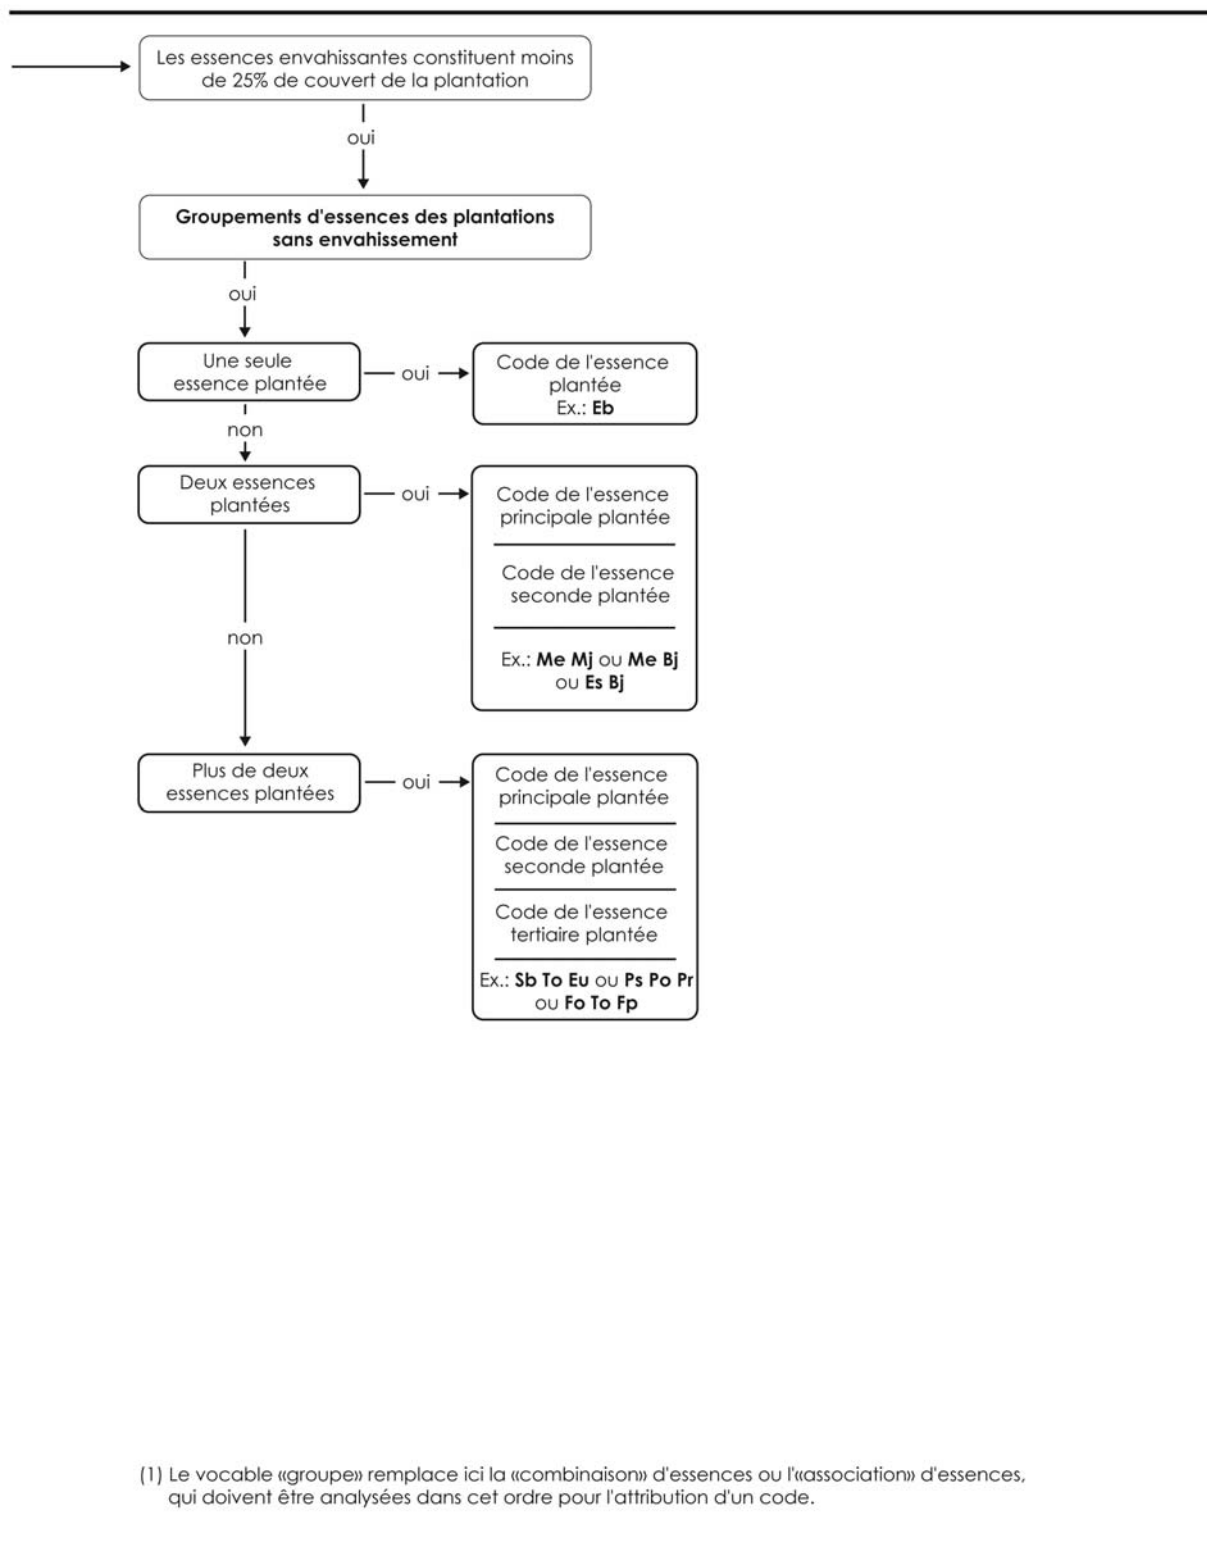 Les essences envahissantes constituent moins
de 25% de couvert de la plantation
oui
Groupements d'essences des plantations
sans envahissement
oui
Une seule
essence plantée
oui
Code de l'essence
plantée
Ex.: Eb
non
Deux essences
plantées
oui
Code de l'essence
principale plantée
Code de l'essence
seconde plantée
Ex.: Me Mj ou Me Bj
ou Es Bj
non
Plus de deux
essences plantées
oui
Code de l'essence
principale plantée
Code de l'essence
seconde plantée
Code de l'essence
tertiaire plantée
Ex.: Sb To Eu ou Ps Po Pr
ou Fo To Fp
(1) Le vocable «groupe» remplace ici la «combinaison» d'essences ou l'«association» d'essences,
qui doivent être analysées dans cet ordre pour l'attribution d'un code.